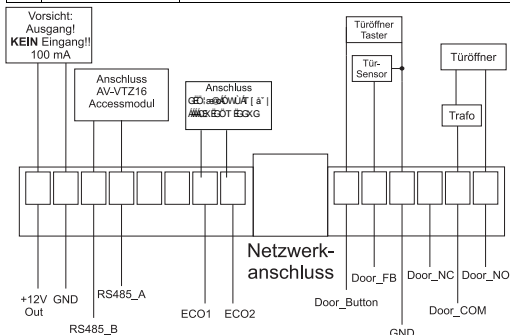 Vorsicht:
Ausgang!
KEIN Eingang!!
100 mA
Anschluss
AV-VTZ16
Accessmodul
Anschluss
Türöffner
Taster
Tür-
Sensor
Türöffner
Trafo
Netzwerk-
anschluss
+12V
Out
GND
RS485_B
RS485_A
ECO1
ECO2
Door_Button
Door_FB
GND
Door_NC
Door_COM
Door_NO